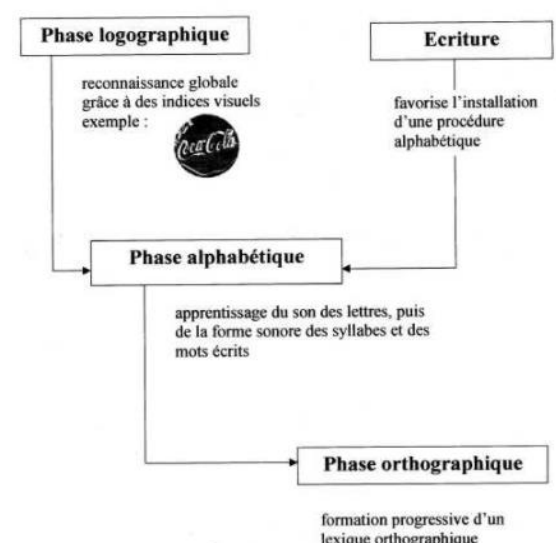 Phase logographique
reconnaissance globale
grâce à des indices visuels
exemple :
Coca-Cola
Ecriture
favorise l'installation
d'une procédure
alphabétique
Phase alphabétique
apprentissage du son des lettres, puis
de la forme sonore des syllabes et des
mots écrits
Phase orthographique
formation progressive d'un
lexique orthographique